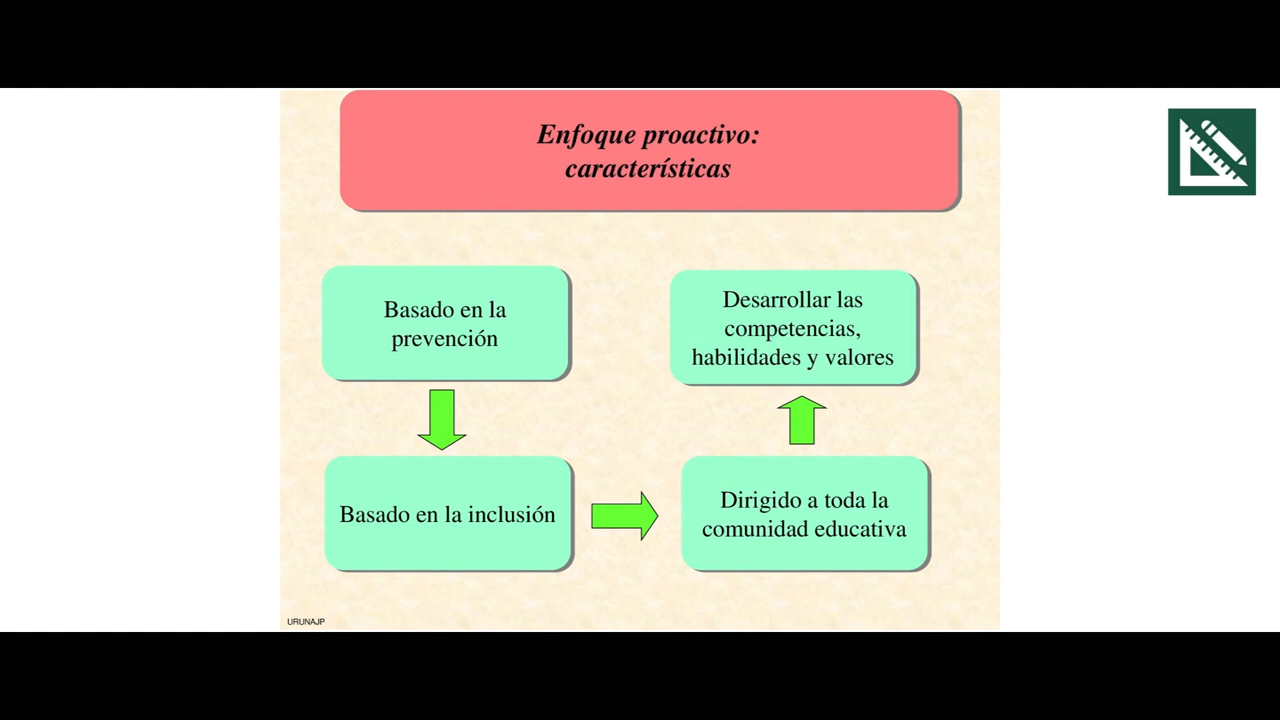 Enfoque proactivo:
características
Basado en la
prevención
Basado en la inclusión
Dirigido a toda la
comunidad educativa
Desarrollar las
competencias,
habilidades y valores
URUNAJP